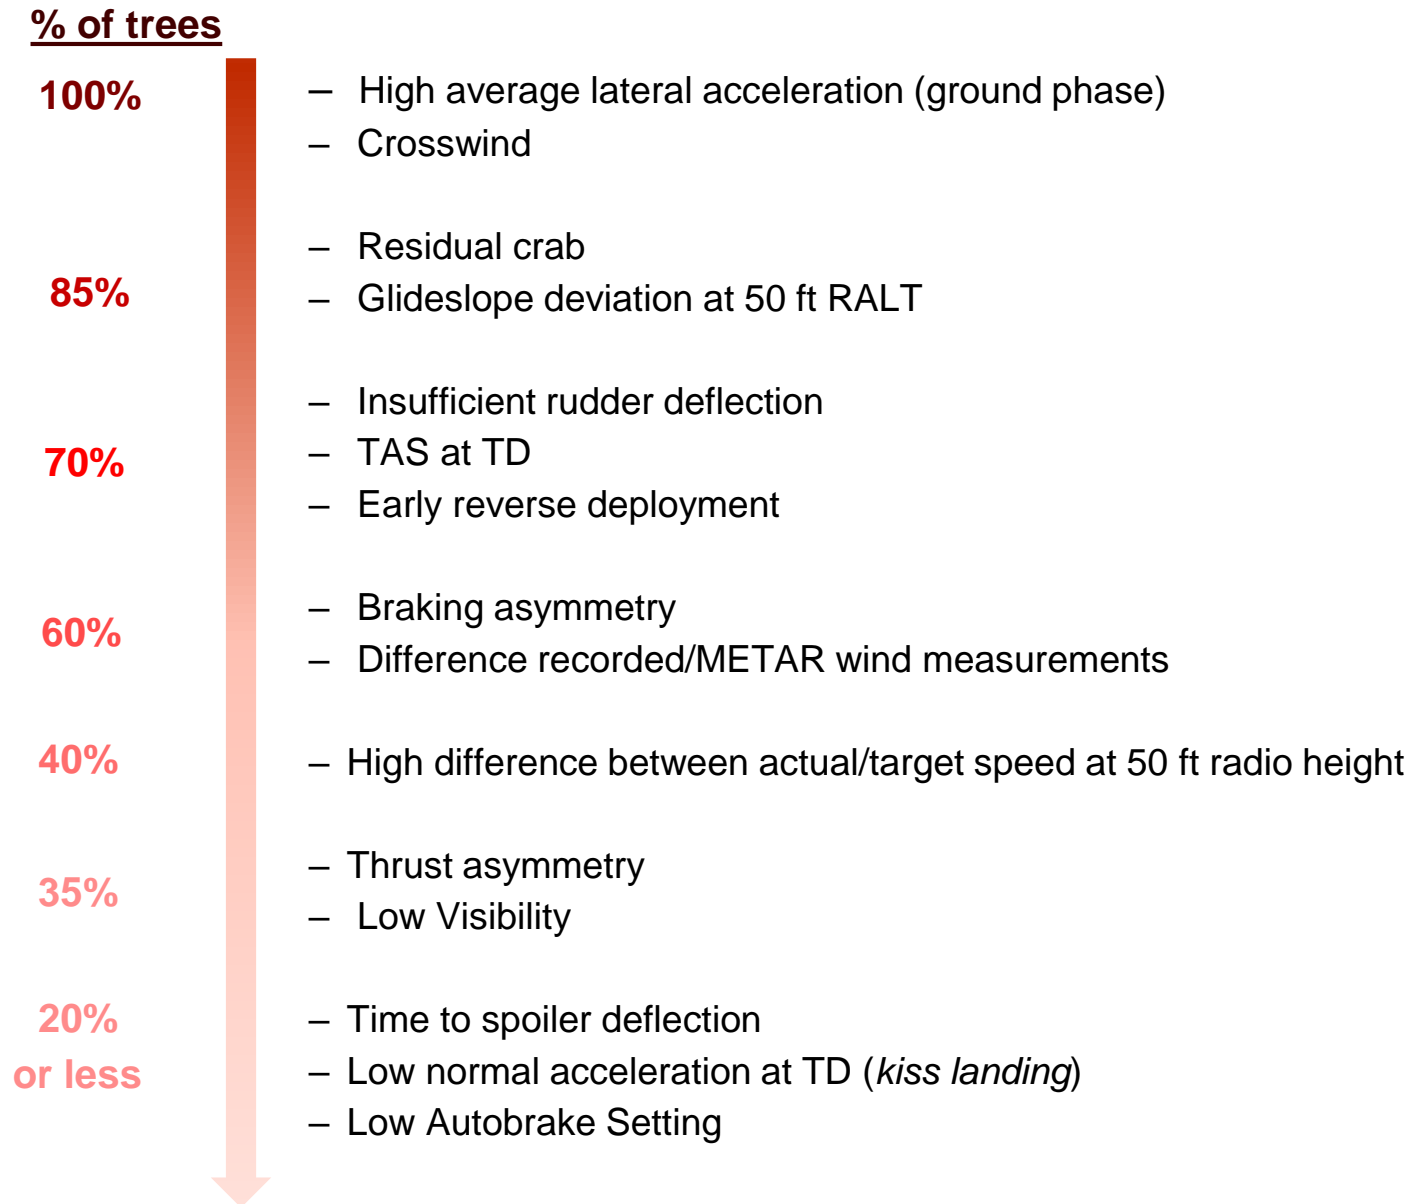 % of trees
100%
– High average lateral acceleration (ground phase)
– Crosswind
85%
– Residual crab
– Glideslope deviation at 50 ft RALT
70%
– Insufficient rudder deflection
– TAS at TD
– Early reverse deployment
60%
– Braking asymmetry
– Difference recorded/METAR wind measurements
40%
– High difference between actual/target speed at 50 ft radio height
35%
– Thrust asymmetry
– Low Visibility
20%
or less
– Time to spoiler deflection
– Low normal acceleration at TD (kiss landing)
– Low Autobrake Setting